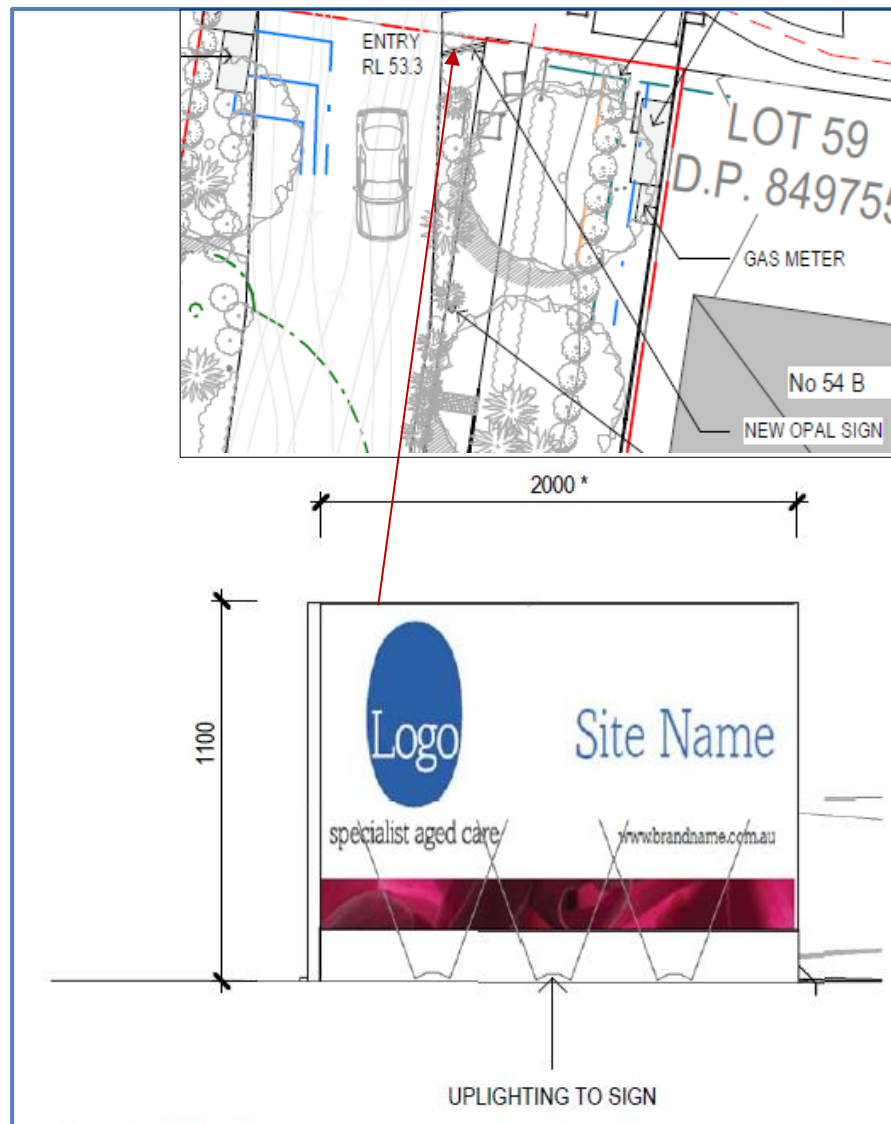 ENTRY
RL 53.3
LOT 59
D.P. 849755
GAS METER
No 54 B
NEW OPAL SIGN
2000 *
1100
Logo
Site Name
specialist aged care
www.brandname.com.au
UPLIGHTING TO SIGN